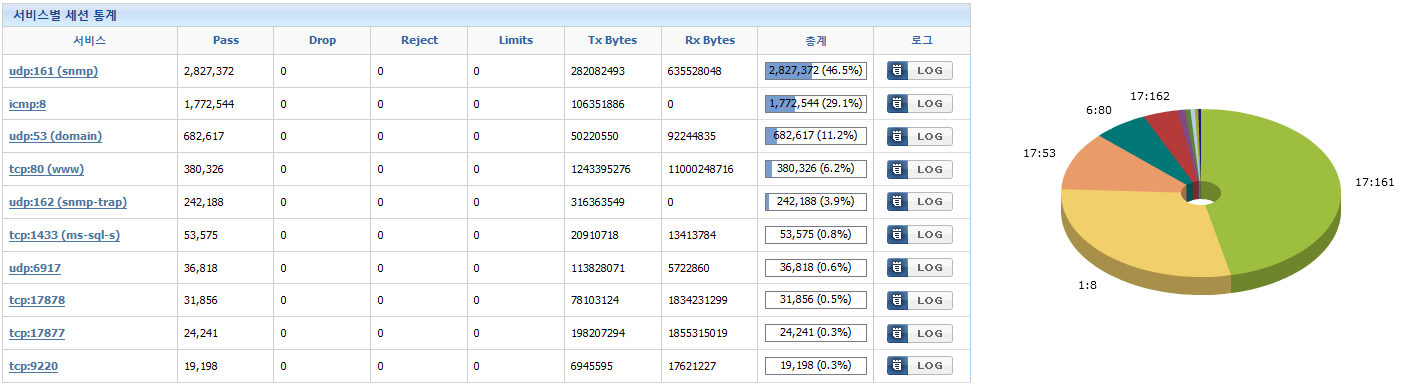 서비스별 세션 통계
서비스 Pass Drop Reject Limits Tx Bytes Rx Bytes 총계 로그
udp:161 (snmp) 2,827,372 0 0 0 282082493 635528048 2,827,372 (46.5%) LOG
icmp:8 1,772,544 0 0 0 106351886 0 1,772,544 (29.1%) LOG
udp:53 (domain) 682,617 0 0 0 50220550 92244835 682,617 (11.2%) LOG
tcp:80 (www) 380,326 0 0 0 1243395276 11000248716 380,326 (6.2%) LOG
udp:162 (snmp-trap) 242,188 0 0 0 316363549 0 242,188 (3.9%) LOG
tcp:1433 (ms-sql-s) 53,575 0 0 0 20910718 13413784 53,575 (0.8%) LOG
udp:6917 36,818 0 0 0 113828071 5722860 36,818 (0.6%) LOG
tcp:17878 31,856 0 0 0 78103124 1834231299 31,856 (0.5%) LOG
tcp:17877 24,241 0 0 0 198207294 1855315019 24,241 (0.3%) LOG
tcp:9220 19,198 0 0 0 6945595 17621227 19,198 (0.3%) LOG
17:162
6:80
17:53
17:161
1:8